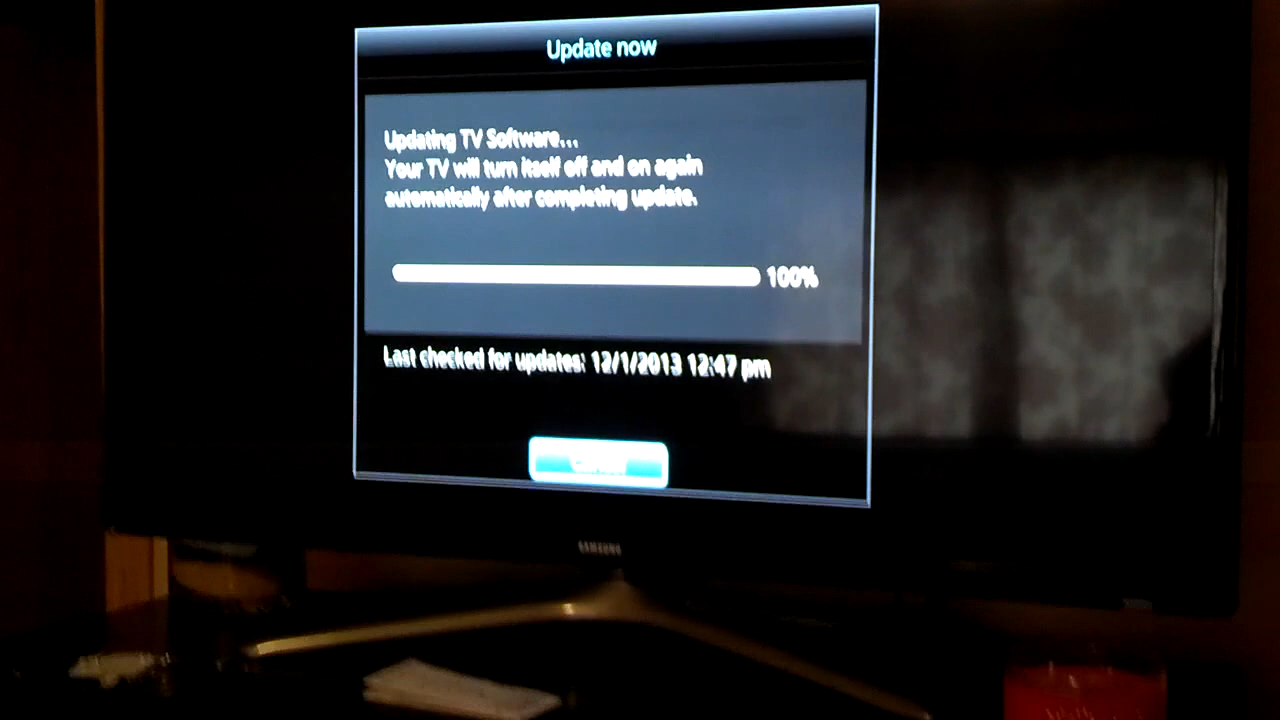 Update now
Updating TV Software...
Your TV will turn itself off and on again
automatically after completing update.
100%
Last checked for updates: 12/1/2013 12:47 pm
SAMSUNG